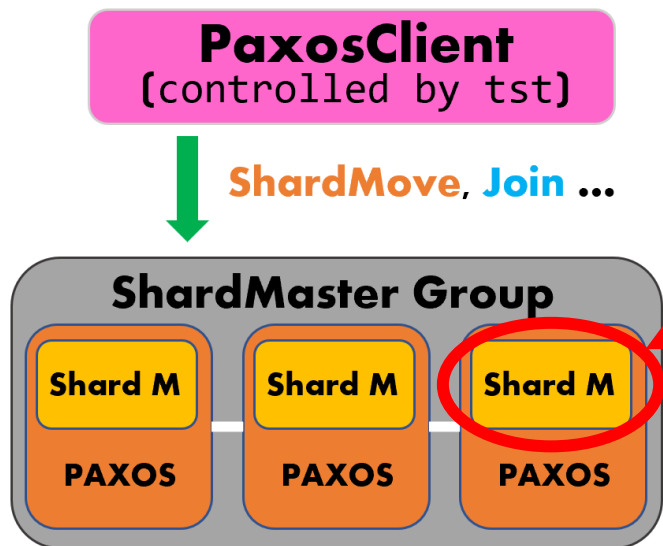 PaxosClient
(controlled by tst)
ShardMove, Join ...
ShardMaster Group
Shard M Shard M Shard M
PAXOS PAXOS PAXOS